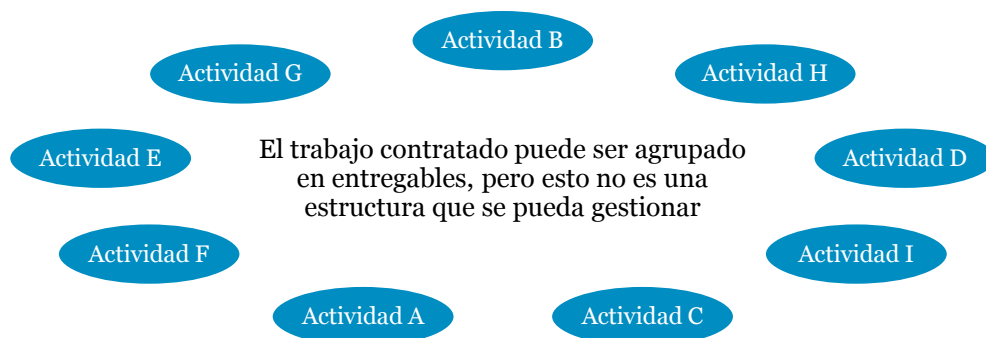 Actividad B
Actividad G
Actividad H
Actividad E
El trabajo contratado puede ser agrupado
en entregables, pero esto no es una
estructura que se pueda gestionar
Actividad D
Actividad F
Actividad I
Actividad A
Actividad C